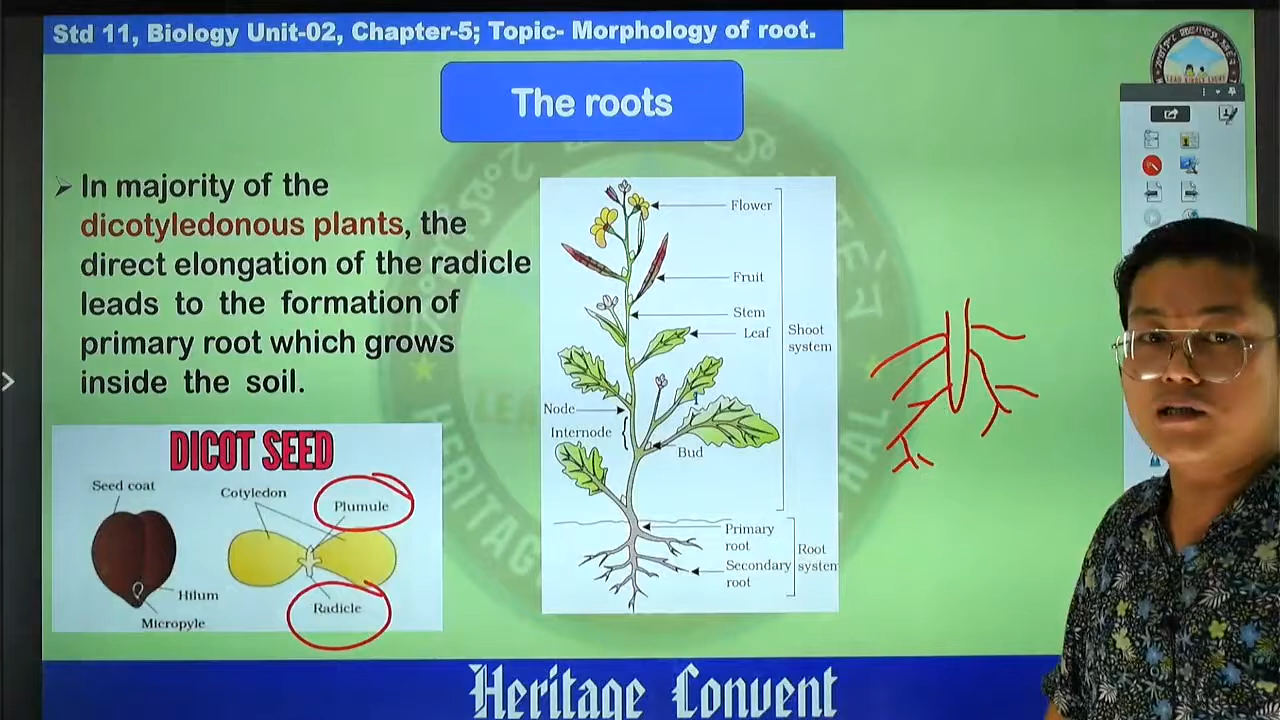 Std 11, Biology Unit-02, Chapter-5; Topic- Morphology of root.
The roots
➢ In majority of the
dicotyledonous plants, the
direct elongation of the radicle
leads to the formation of
primary root which grows
inside the soil.
DICOT SEED
Seed coat
Cotyledon
Plumule
Hilum
Radicle
Micropyle
Flower
Fruit
Stem
Leaf
Shoot
system
Node
Internode
Bud
Primary
root
Secondary
root
Root
system
Heritage Convent